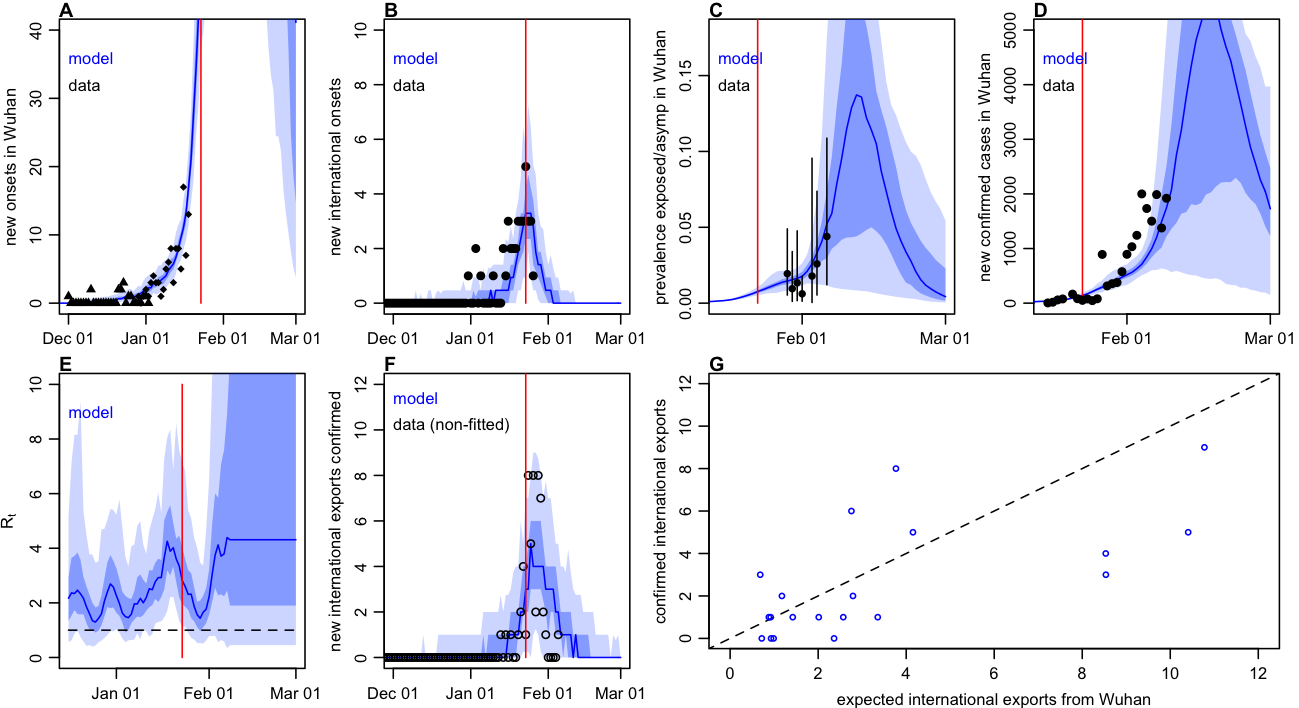 A
new onsets in Wuhan
40
30
20
10
0
model
data
Dec 01 Jan 01 Feb 01 Mar 01
B
new international onsets
10
8
6
4
2
0
model
data
Dec 01 Jan 01 Feb 01 Mar 01
C
prevalence exposed/asymp in Wuhan
0.15
0.10
0.05
0.00
model
data
Feb 01 Mar 01
D
new confirmed cases in Wuhan
5000
4000
3000
2000
1000
0
model
data
Feb 01 Mar 01
E
Rt
10
8
6
4
2
0
model
Jan 01 Feb 01 Mar 01
F
new international exports confirmed
12
10
8
6
4
2
0
model
data (non-fitted)
Dec 01 Jan 01 Feb 01 Mar 01
G
confirmed international exports
12
10
8
6
4
2
0
0 2 4 6 8 10 12
expected international exports from Wuhan